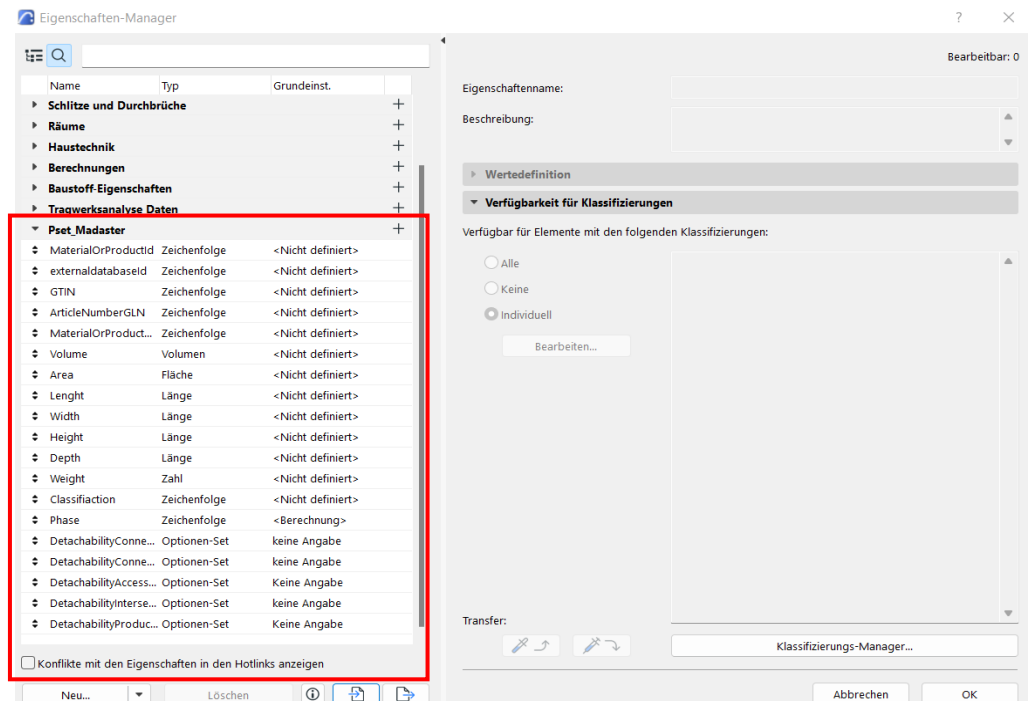 Eigenschaften-Manager
Bearbeitbar: 0
Name Typ Grundeinst.
Schlitze und Durchbrüche
Räume
Haustechnik
Berechnungen
Baustoff-Eigenschaften
Tragwerksanalyse Daten
Pset_Madaster
MaterialOrProductId Zeichenfolge <Nicht definiert>
externaldatabaseId Zeichenfolge <Nicht definiert>
GTIN Zeichenfolge <Nicht definiert>
ArticleNumberGLN Zeichenfolge <Nicht definiert>
MaterialOrProduct... Zeichenfolge <Nicht definiert>
Volume Volumen <Nicht definiert>
Area Fläche <Nicht definiert>
Lenght Länge <Nicht definiert>
Width Länge <Nicht definiert>
Height Länge <Nicht definiert>
Depth Länge <Nicht definiert>
Weight Zahl <Nicht definiert>
Classifiaction Zeichenfolge <Nicht definiert>
Phase Zeichenfolge <Berechnung>
DetachabilityConne... Optionen-Set keine Angabe
DetachabilityConne... Optionen-Set keine Angabe
DetachabilityAccess... Optionen-Set Keine Angabe
DetachabilityInterse... Optionen-Set keine Angabe
DetachabilityProduc... Optionen-Set Keine Angabe
Konflikte mit den Eigenschaften in den Hotlinks anzeigen
Neu... Löschen
Eigenschaftenname:
Beschreibung:
Wertedefinition
Verfügbarkeit für Klassifizierungen
Verfügbar für Elemente mit den folgenden Klassifizierungen:
Alle
Keine
Individuell
Bearbeiten...
Transfer:
Klassifizierungs-Manager...
Abbrechen OK